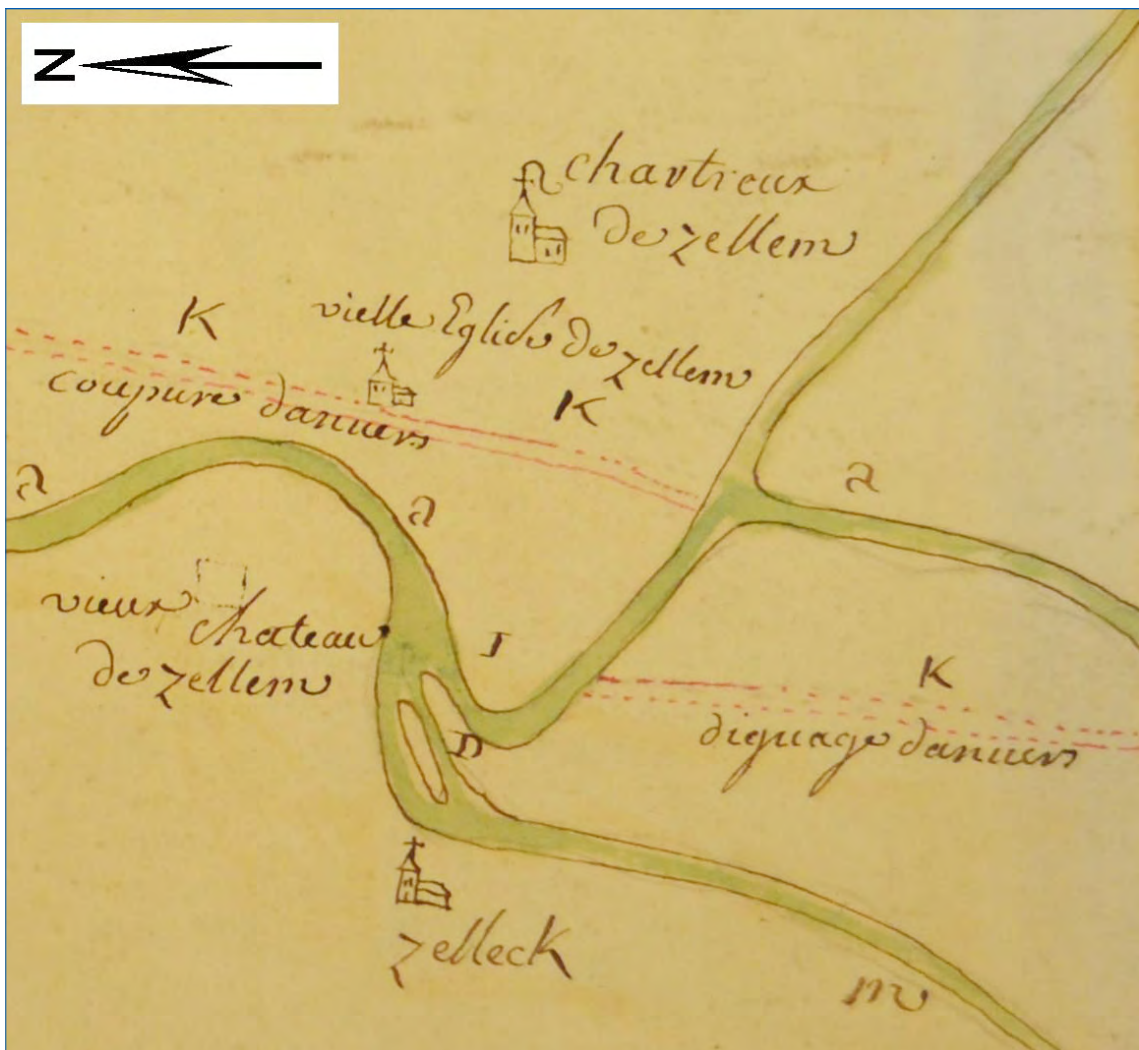 N
chartreux
de zellem
K
vielle Eglise de zellem
K
coupure danvers
a
a
a
vieux chateau
de zellem
I
K
D
diguage danvers
zelleck
m